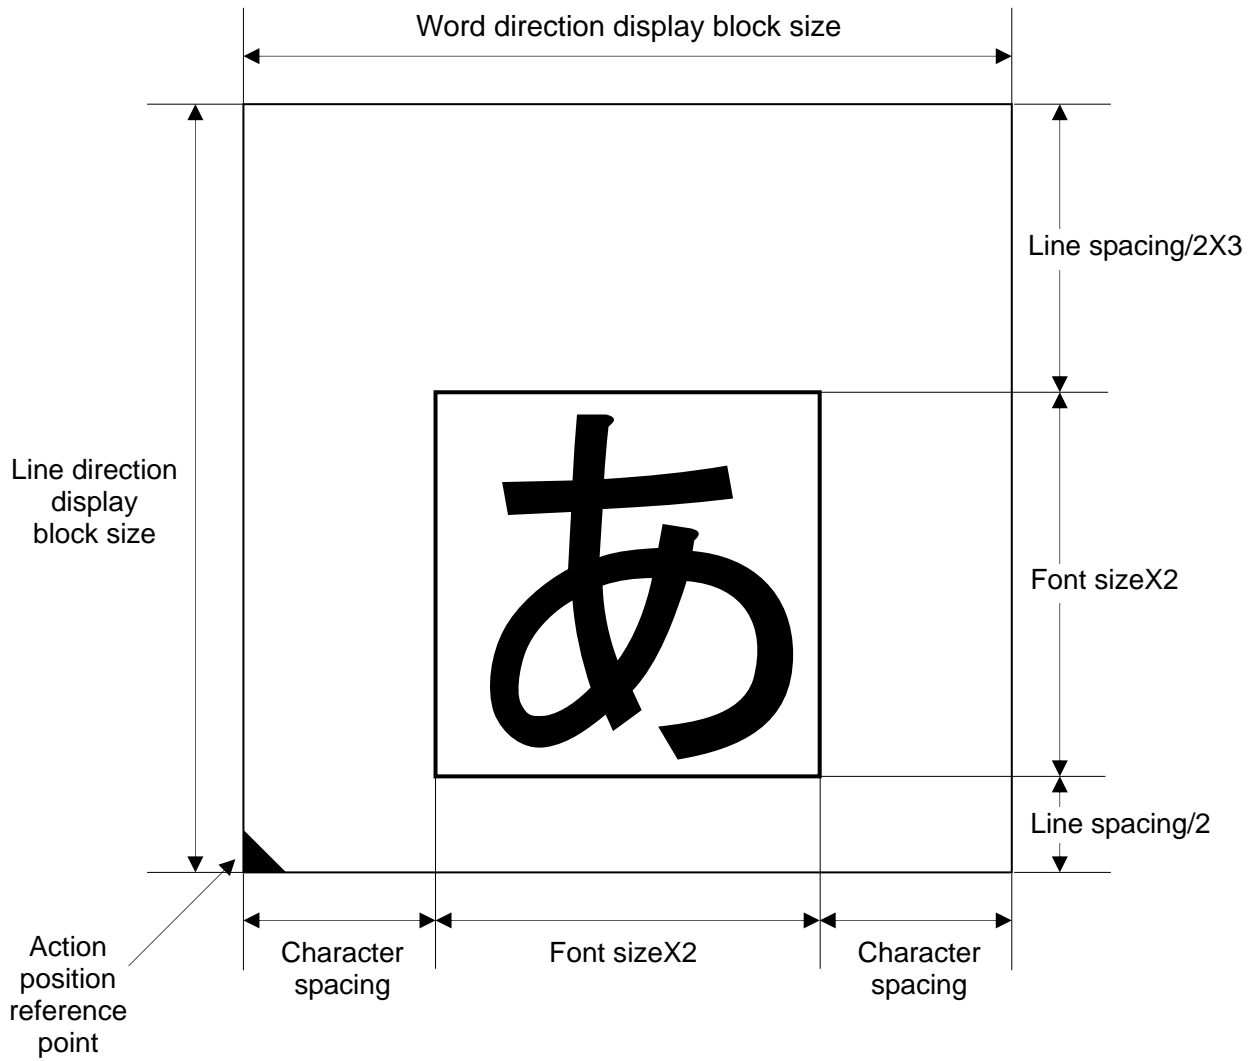 Word direction display block size
Line spacing/2X3
Line direction
display
block size
あ
Font sizeX2
Line spacing/2
Action
position
reference
point
Character
spacing
Font sizeX2
Character
spacing